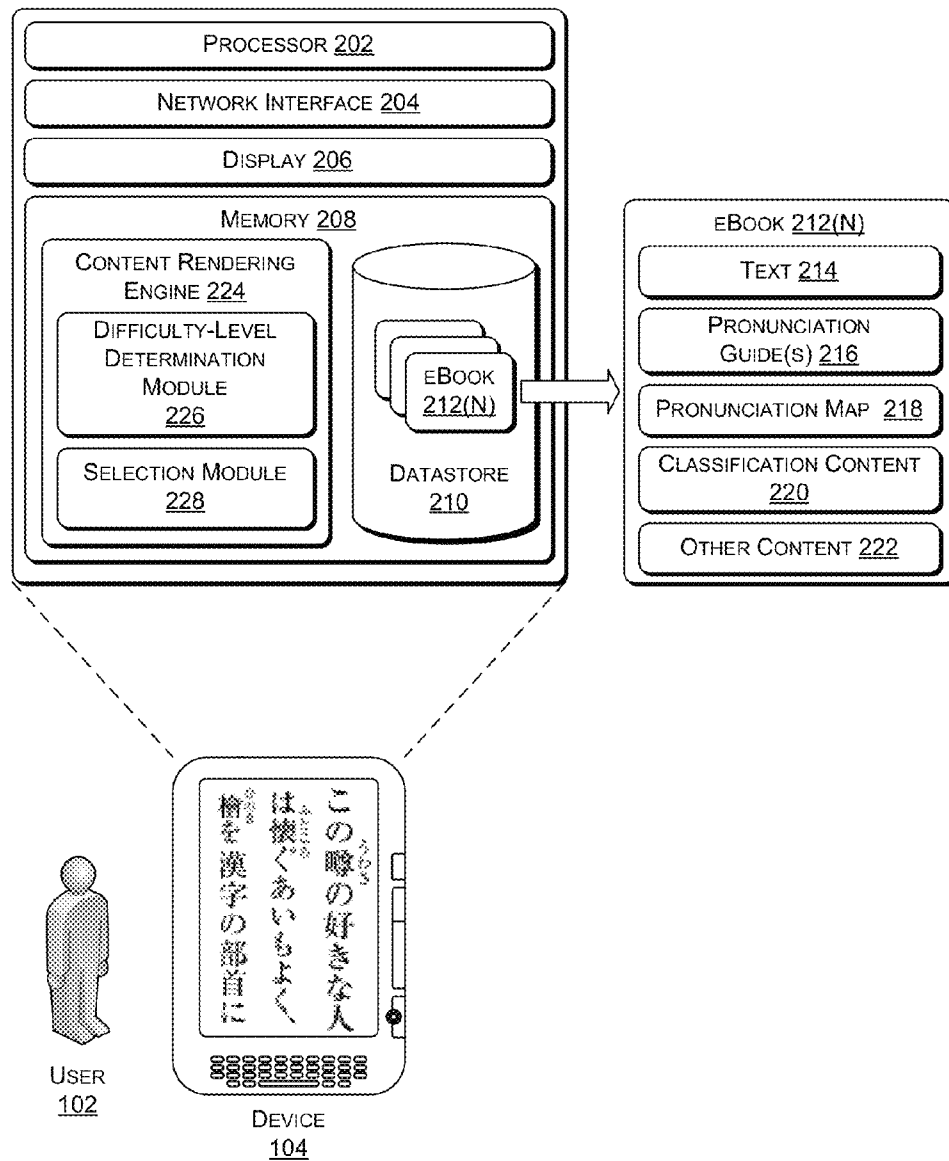 PROCESSOR 202
NETWORK INTERFACE 204
DISPLAY 206
MEMORY 208
CONTENT RENDERING
ENGINE 224
DIFFICULTY-LEVEL
DETERMINATION
MODULE
226
SELECTION MODULE
228
EBOOK
212(N)
DATASTORE
210
EBOOK 212(N)
TEXT 214
PRONUNCIATION
GUIDE(S) 216
PRONUNCIATION MAP 218
CLASSIFICATION CONTENT
220
OTHER CONTENT 222
この噂の好きな人
は懐ぐあいもよく、
檜を漢字の部首に
USER
102
DEVICE
104